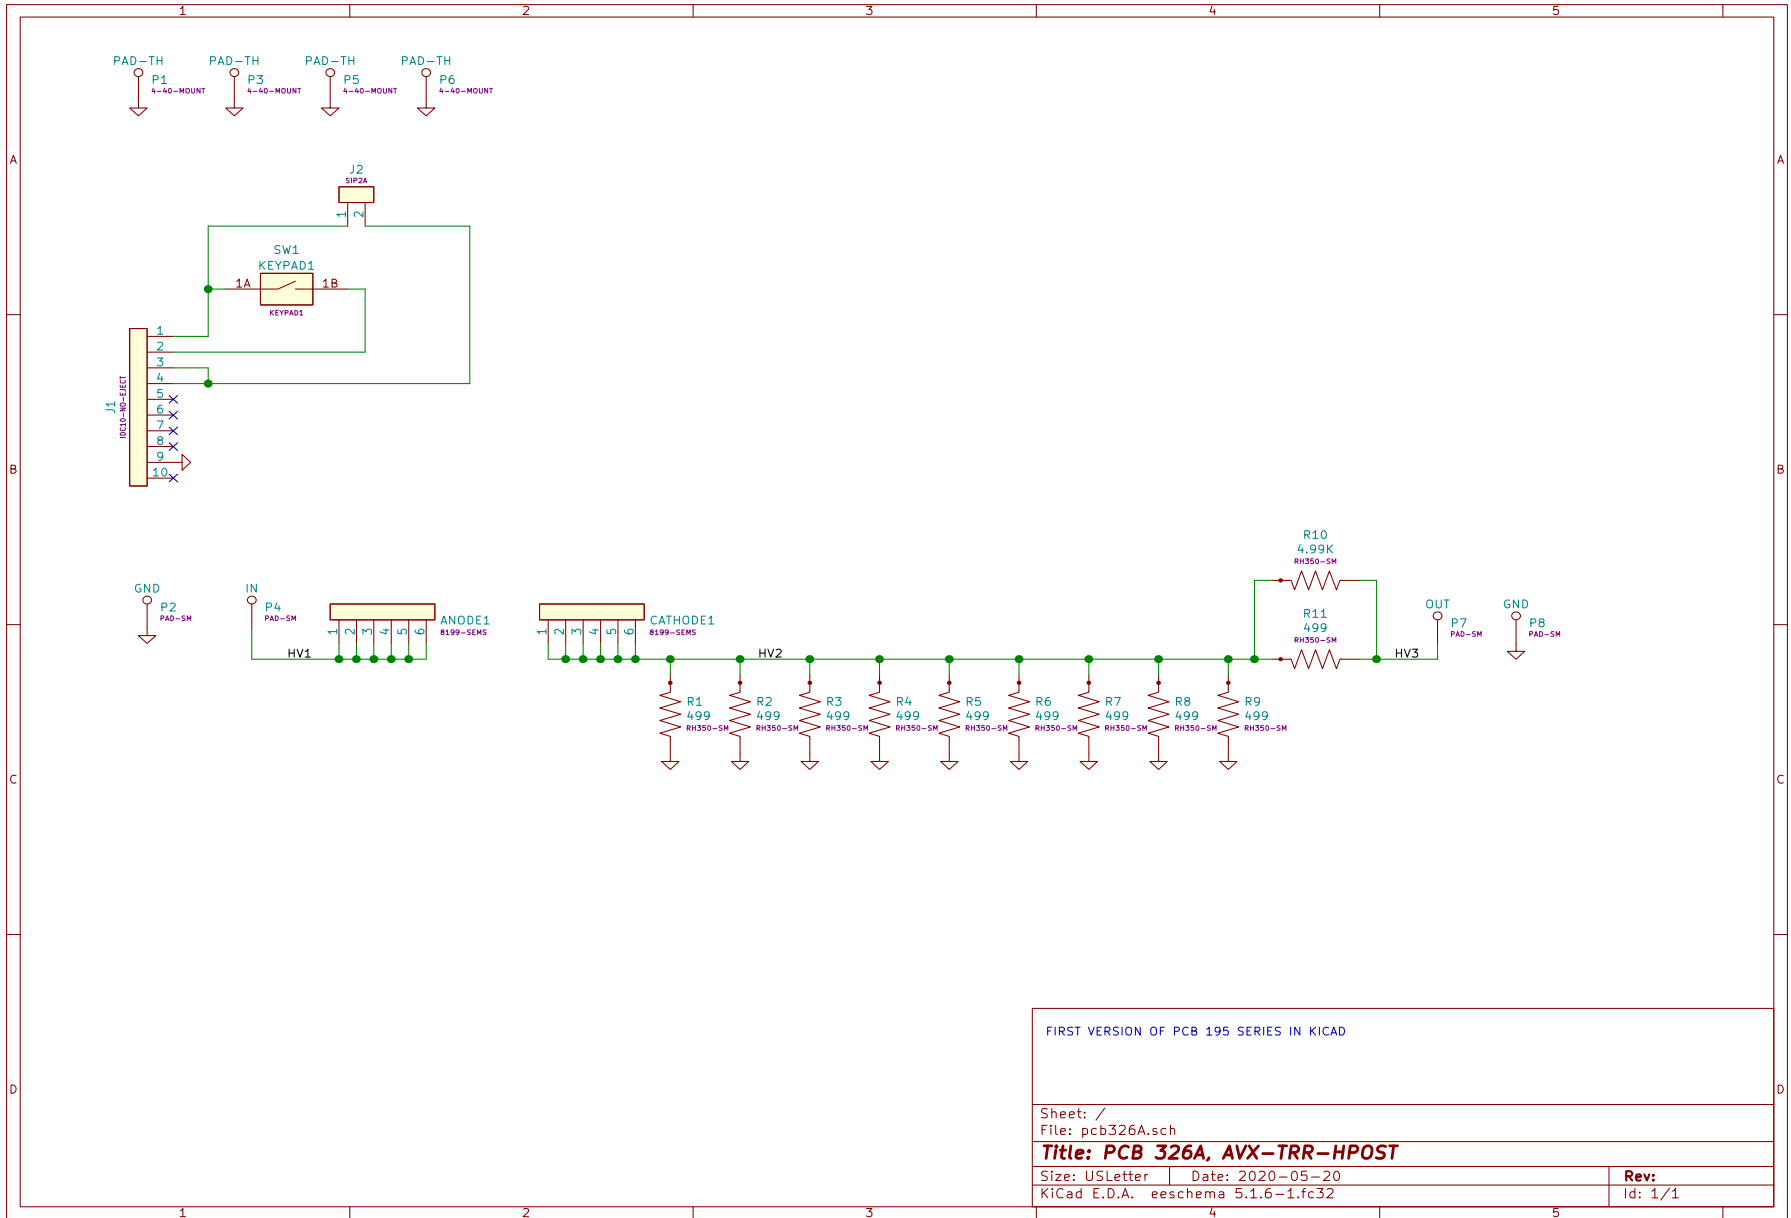 1 2 3 4 5
PAD-TH PAD-TH PAD-TH PAD-TH
P1 P3 P5 P6
4-40-MOUNT 4-40-MOUNT 4-40-MOUNT 4-40-MOUNT
A A
J2
SIP2A
1 2
SW1
KEYPAD1
1A 1B
KEYPAD1
J1
IDC10-NO-EJECT
1
2
3
4
5
6
7
8
9
10
B B
R10
4.99K
RH350-SM
GND IN
P2 P4
PAD-SM PAD-SM
ANODE1
8199-SEMS
1 2 3 4 5 6
HV1
CATHODE1
8199-SEMS
1 2 3 4 5 6
HV2
R11
499
RH350-SM
HV3
OUT GND
P7 P8
PAD-SM PAD-SM
R1 R2 R3 R4 R5 R6 R7 R8 R9
499 499 499 499 499 499 499 499 499
RH350-SM RH350-SM RH350-SM RH350-SM RH350-SM RH350-SM RH350-SM RH350-SM RH350-SM
C C
FIRST VERSION OF PCB 195 SERIES IN KICAD
D D
Sheet: /
File: pcb326A.sch
Title: PCB 326A, AVX-TRR-HPOST
Size: USLetter Date: 2020-05-20 Rev:
KiCad E.D.A. eeschema 5.1.6-1.fc32 Id: 1/1
1 2 3 4 5